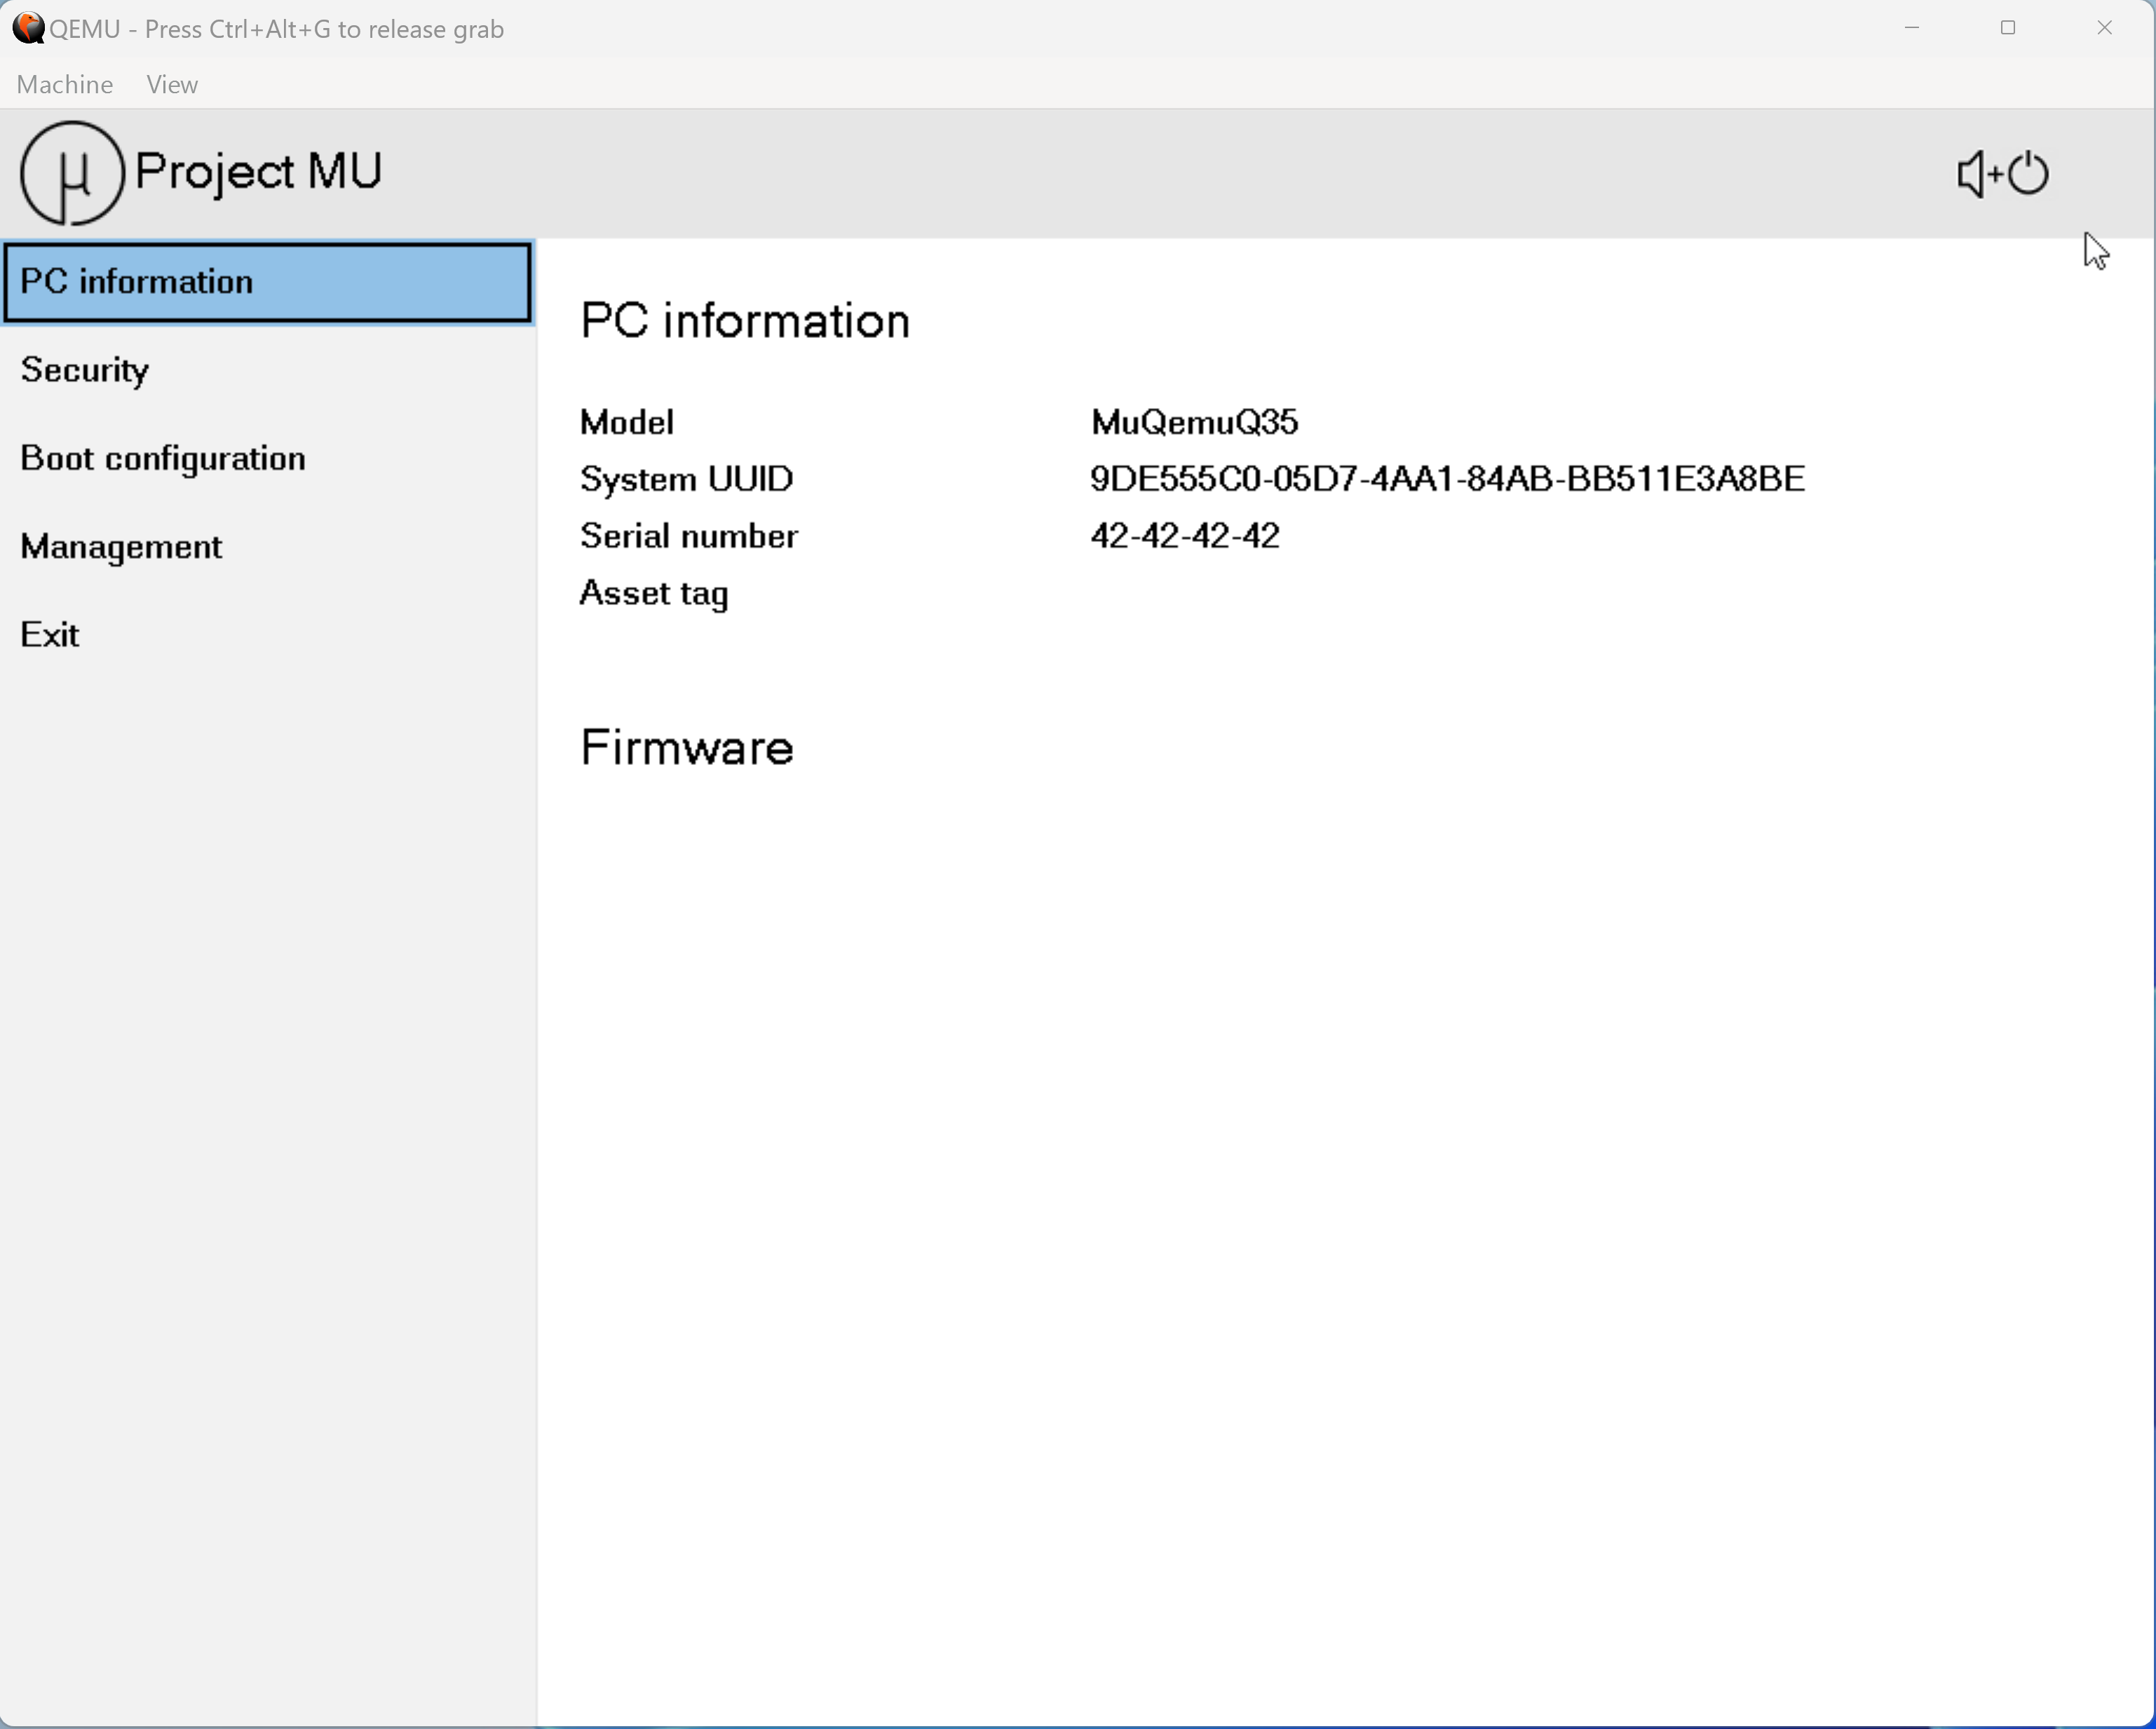 QEMU - Press Ctrl+Alt+G to release grab
Machine View
µ Project MU
PC information
Security
Boot configuration
Management
Exit
PC information
Model MuQemuQ35
System UUID 9DE555C0-05D7-4AA1-84AB-BB511E3A8BE
Serial number 42-42-42-42
Asset tag
Firmware